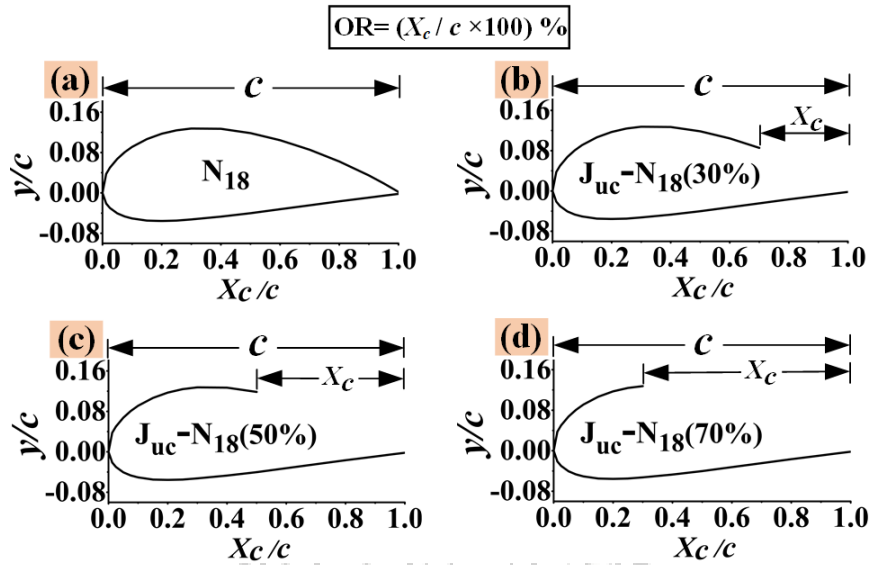 OR= (Xc / c ×100) %
(a)
c
0.16
0.08
0.00
-0.08
y/c
N18
0.0 0.2 0.4 0.6 0.8 1.0
Xc/c
(b)
c
Xc
0.16
0.08
0.00
-0.08
y/c
Juc-N18(30%)
0.0 0.2 0.4 0.6 0.8 1.0
Xc/c
(c)
c
Xc
0.16
0.08
0.00
-0.08
y/c
Juc-N18(50%)
0.0 0.2 0.4 0.6 0.8 1.0
Xc/c
(d)
c
Xc
0.16
0.08
0.00
-0.08
y/c
Juc-N18(70%)
0.0 0.2 0.4 0.6 0.8 1.0
Xc/c